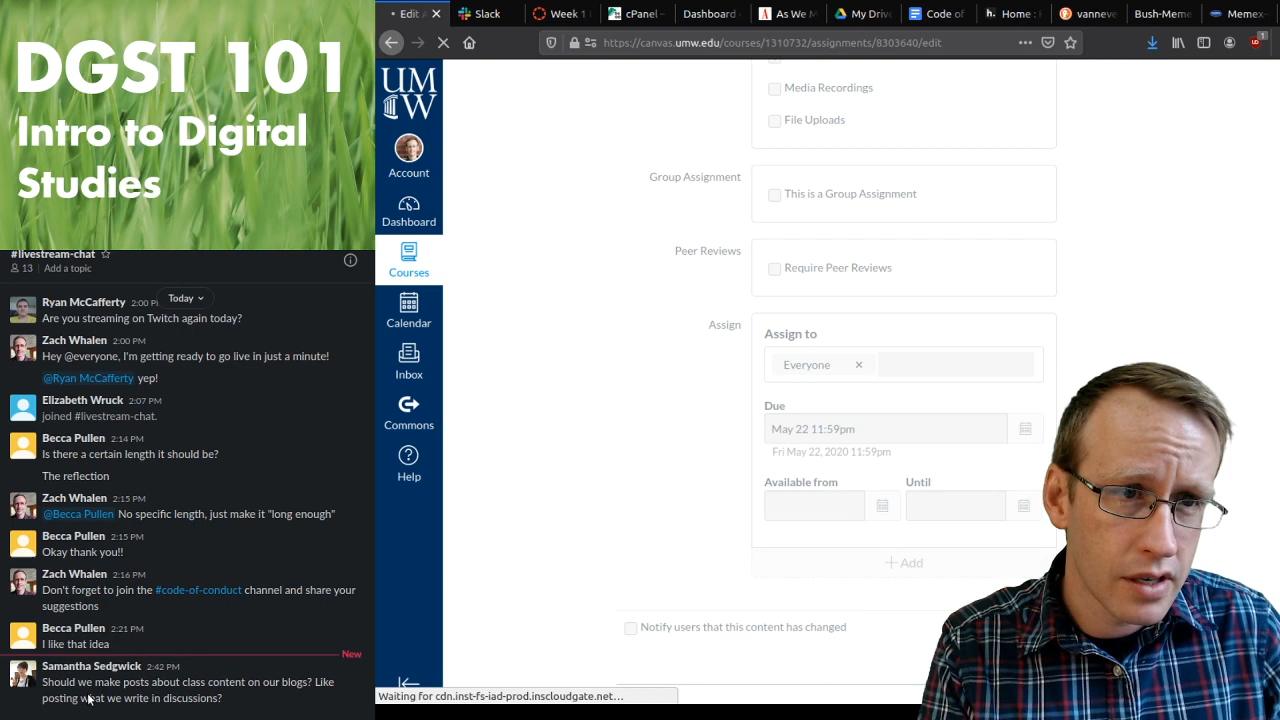 DGST 101
Intro to Digital
Studies
#livestream-chat
13 | Add a topic
Today
Ryan McCafferty 2:00
Are you streaming on Twitch again today?
Zach Whalen 2:00 PM
Hey @everyone, I'm getting ready to go live in just a minute!
@Ryan McCafferty yep!
Elizabeth Wruck 2:07 PM
joined #livestream-chat.
Becca Pullen 2:14 PM
Is there a certain length it should be?
The reflection
Zach Whalen 2:15 PM
@Becca Pullen No specific length, just make it "long enough"
Becca Pullen 2:15 PM
Okay thank you!!
Zach Whalen 2:16 PM
Don't forget to join the #code-of-conduct channel and share your
suggestions
Becca Pullen 2:21 PM
I like that idea
New
Samantha Sedgwick 2:42 PM
Should we make posts about class content on our blogs? Like
posting what we write in discussions?
Edit A Slack Week 1 cPanel - Dashboard As We M My Driv Code of Home : vannev Bush-Meme Memex-
https://canvas.umw.edu/courses/1310732/assignments/8303640/edit
1
UM
W
Account
Dashboard
Courses
Calendar
Inbox
Commons
Help
Media Recordings
File Uploads
Group Assignment
This is a Group Assignment
Peer Reviews
Require Peer Reviews
Assign
Assign to
Everyone
Due
May 22 11:59pm
Fri May 22, 2020 11:59pm
Available from
Until
+ Add
Notify users that this content has changed
Waiting for cdn.inst-fs-iad-prod.inscloudgate.net...